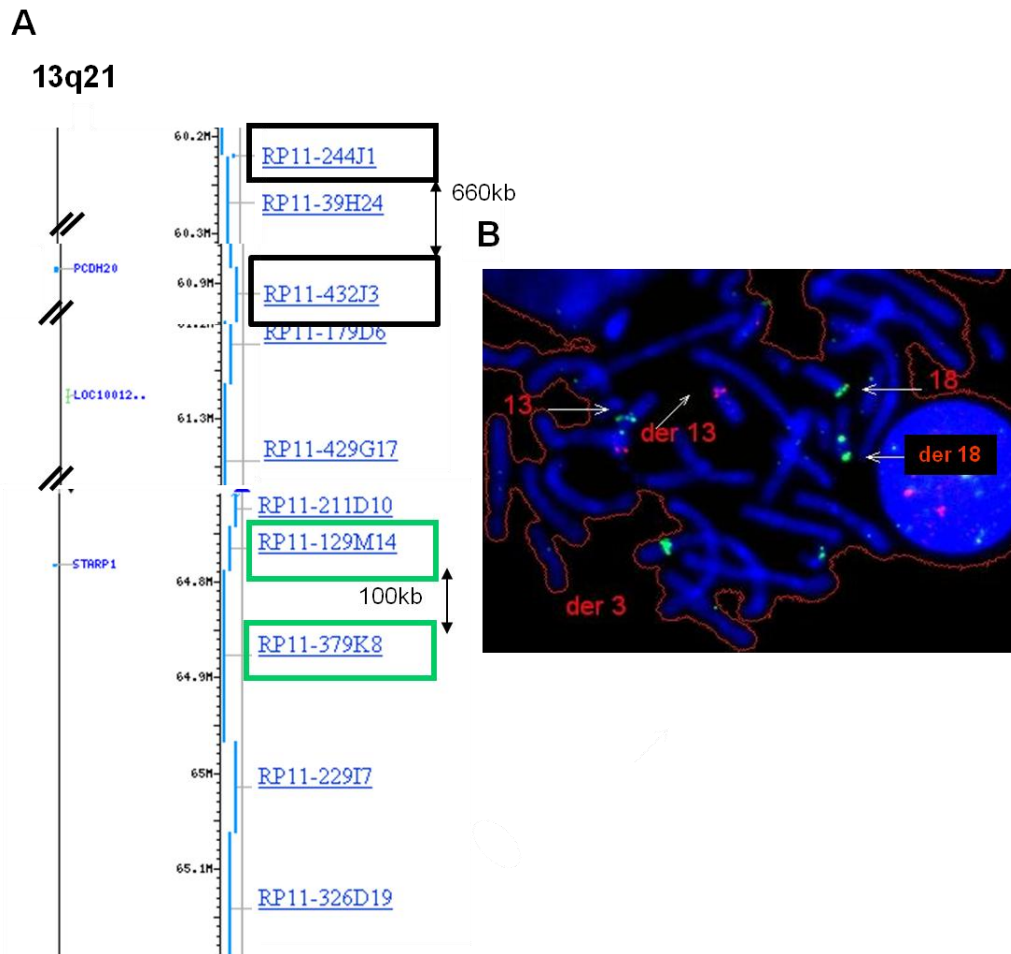 A
13q21
60.2M
RP11-244J1
660kb
RP11-39H24
60.3M
B
PCDH20
60.9M
RP11-432J3
RP11-179D6
LOC10012..
61.3M
RP11-429G17
RP11-211D10
RP11-129M14
STARP1
64.8M
100kb
RP11-379K8
64.9M
RP11-229I7
65M
65.1M
RP11-326D19
18
13
der 13
der 18
der 3